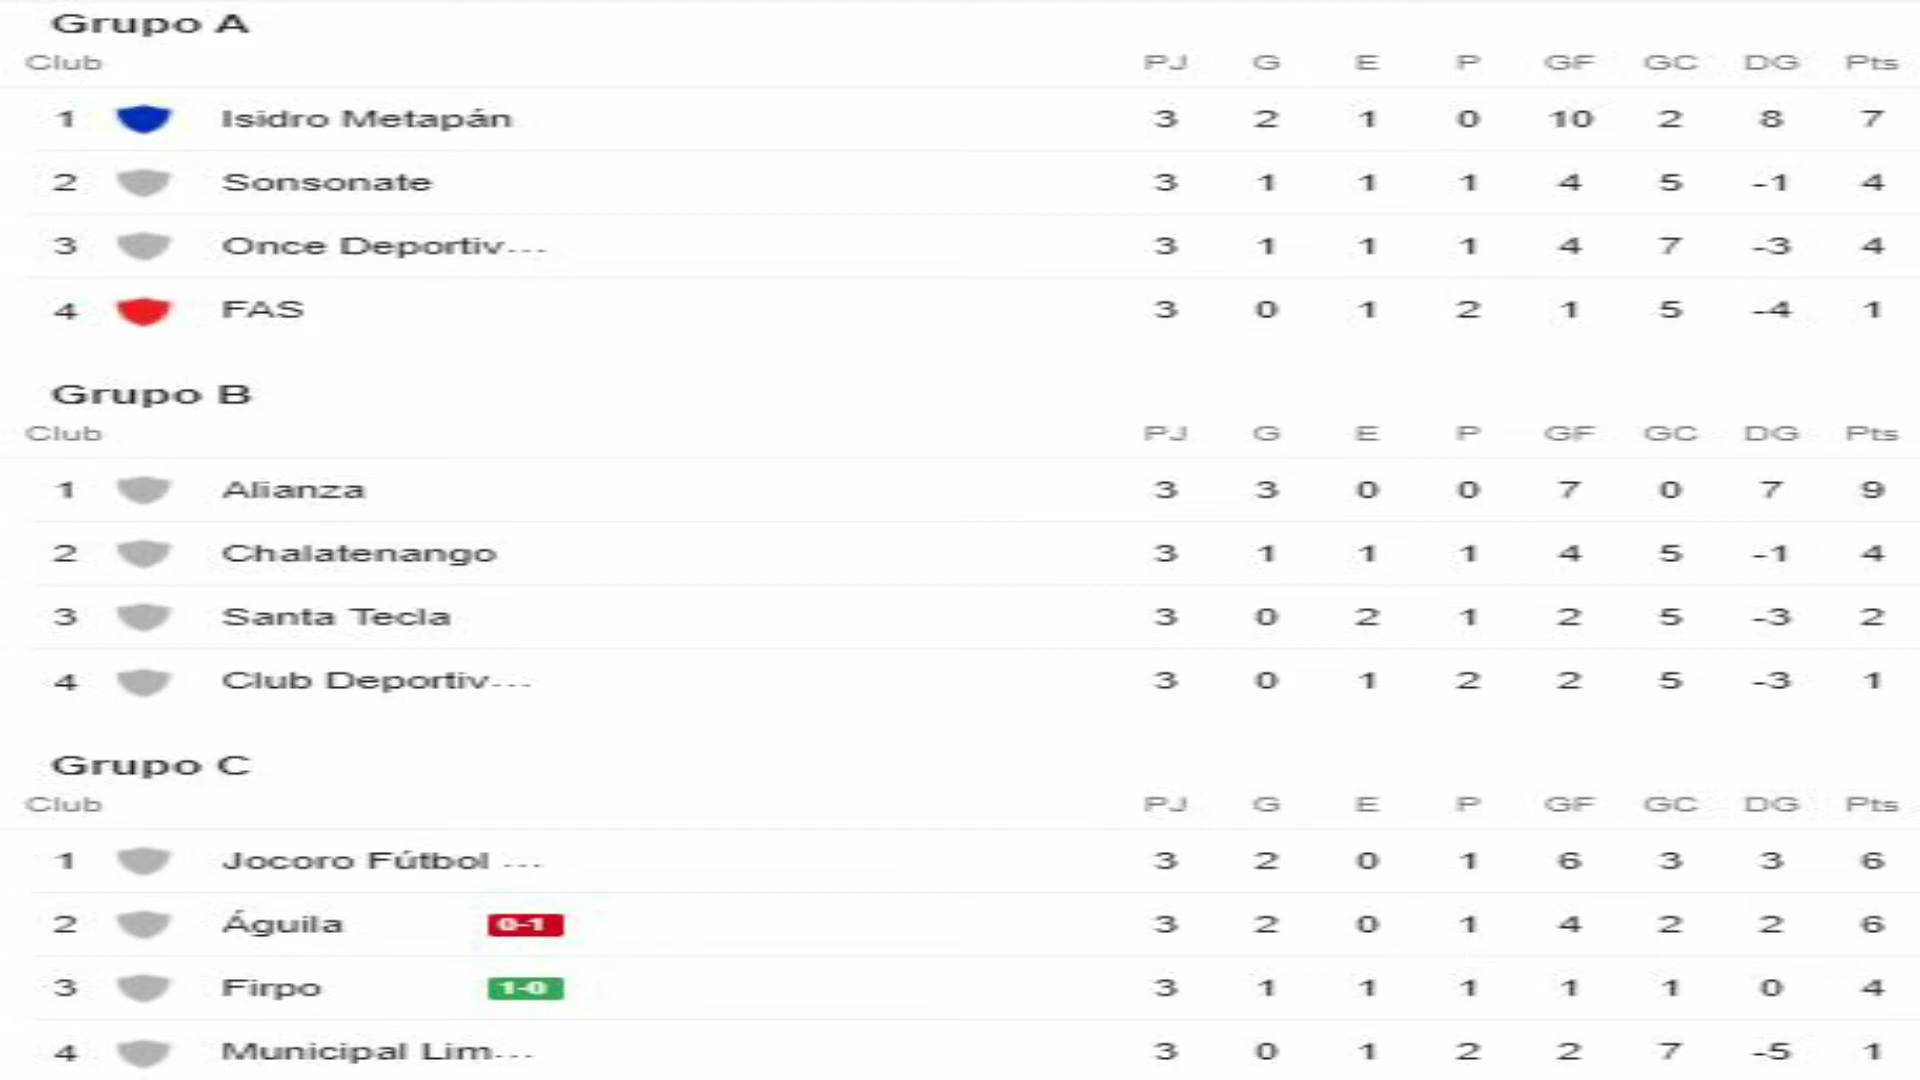 Grupo A
Club PJ G E P GF GC DG Pts
1 Isidro Metapán 3 2 1 0 10 2 8 7
2 Sonsonate 3 1 1 1 4 5 -1 4
3 Once Deportiv... 3 1 1 1 4 7 -3 4
4 FAS 3 0 1 2 1 5 -4 1
Grupo B
Club PJ G E P GF GC DG Pts
1 Alianza 3 3 0 0 7 0 7 9
2 Chalatenango 3 1 1 1 4 5 -1 4
3 Santa Tecla 3 0 2 1 2 5 -3 2
4 Club Deportiv... 3 0 1 2 2 5 -3 1
Grupo C
Club PJ G E P GF GC DG Pts
1 Jocoro Fútbol ... 3 2 0 1 6 3 3 6
2 Águila 0-1 3 2 0 1 4 2 2 6
3 Firpo 1-0 3 1 1 1 1 1 0 4
4 Municipal Lim... 3 0 1 2 2 7 -5 1